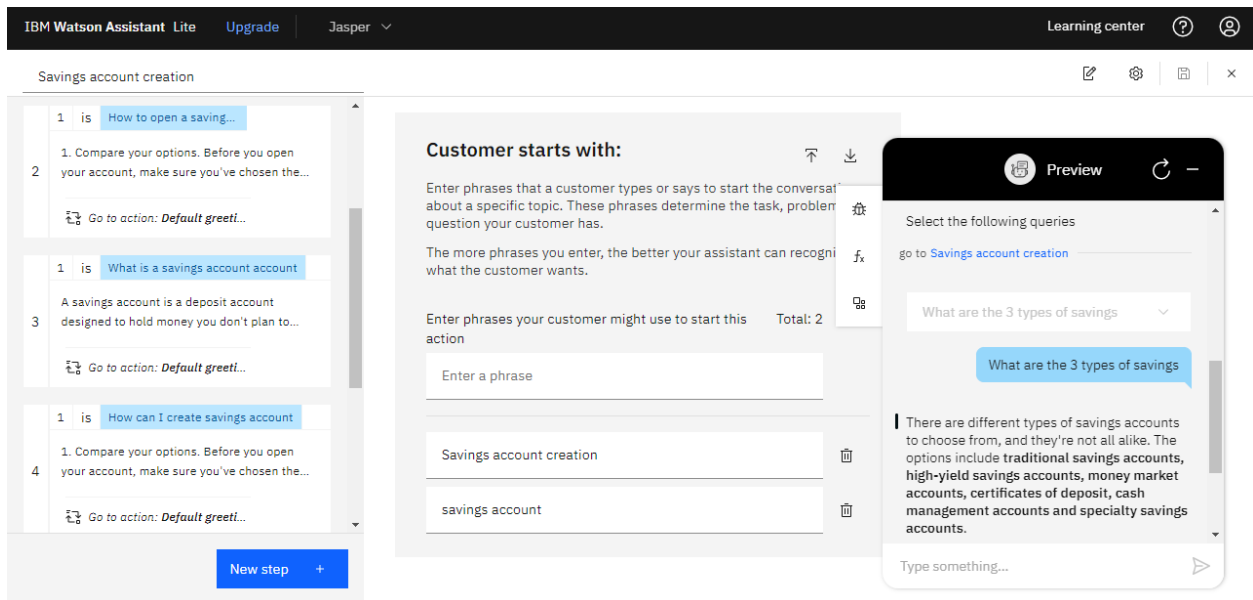 IBM Watson Assistant Lite Upgrade Jasper Learning center
Savings account creation
1 is How to open a saving...
2
1. Compare your options. Before you open
your account, make sure you've chosen the...
Go to action: Default greeti...
1 is What is a savings account account
3
A savings account is a deposit account
designed to hold money you don't plan to...
Go to action: Default greeti...
1 is How can I create savings account
4
1. Compare your options. Before you open
your account, make sure you've chosen the...
Go to action: Default greeti...
New step +
Customer starts with:
Enter phrases that a customer types or says to start the conversat
about a specific topic. These phrases determine the task, problem
question your customer has.
The more phrases you enter, the better your assistant can recogni
what the customer wants.
Enter phrases your customer might use to start this Total: 2
action
Enter a phrase
Savings account creation
savings account
fx
Preview
Select the following queries
go to Savings account creation
What are the 3 types of savings
What are the 3 types of savings
There are different types of savings accounts
to choose from, and they're not all alike. The
options include traditional savings accounts,
high-yield savings accounts, money market
accounts, certificates of deposit, cash
management accounts and specialty savings
accounts.
Type something...